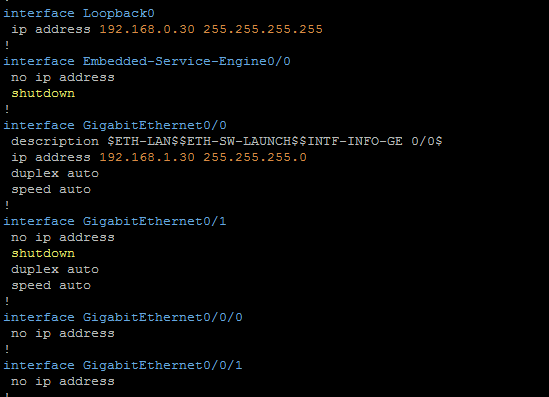 interface Loopback0
ip address 192.168.0.30 255.255.255.255
!
interface Embedded-Service-Engine0/0
no ip address
shutdown
!
interface GigabitEthernet0/0
description $ETH-LAN$$ETH-SW-LAUNCH$$INTF-INFO-GE 0/0$
ip address 192.168.1.30 255.255.255.0
duplex auto
speed auto
!
interface GigabitEthernet0/1
no ip address
shutdown
duplex auto
speed auto
!
interface GigabitEthernet0/0/0
no ip address
!
interface GigabitEthernet0/0/1
no ip address
!